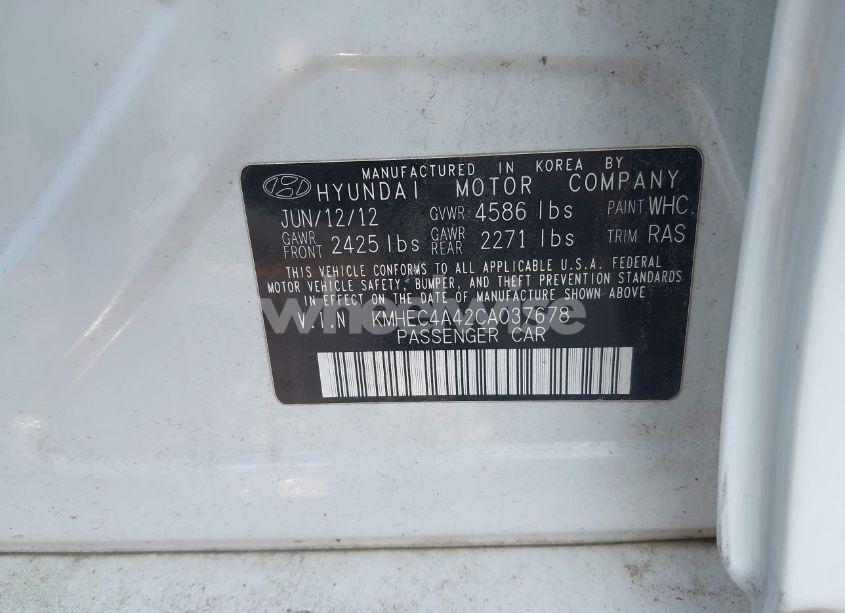 MANUFACTURED IN KOREA BY
HYUNDAI MOTOR COMPANY
JUN/12/12 GVWR 4586 lbs PAINT WHC
GAWR FRONT 2425 lbs GAWR REAR 2271 lbs TRIM RAS
THIS VEHICLE CONFORMS TO ALL APPLICABLE U.S.A. FEDERAL
MOTOR VEHICLE SAFETY, BUMPER, AND THEFT PREVENTION STANDARDS
IN EFFECT ON THE DATE OF MANUFACTURE SHOWN ABOVE
V.I.N KMHEC4A42CA037678
PASSENGER CAR